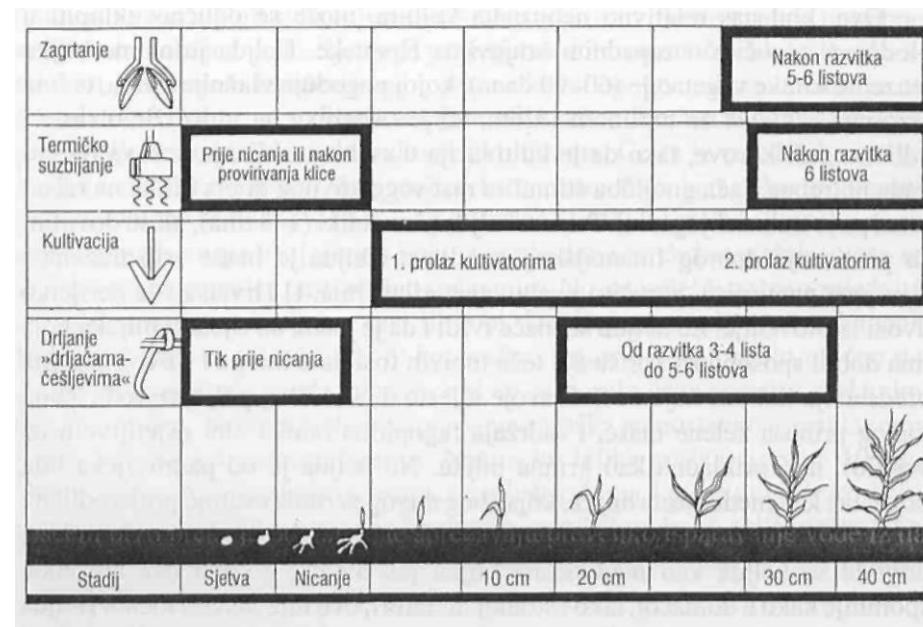 Zagrtanje
Nakon razvitka
5-6 listova
Termičko
suzbijanje
Prije nicanja ili nakon
provirivanja klice
Nakon razvitka
6 listova
Kultivacija
1. prolaz kultivatorima
2. prolaz kultivatorima
Drljanje
»drljačama-
češljevima«
Tik prije nicanja
Od razvitka 3-4 lista
do 5-6 listova
Stadij
Sjetva
Nicanje
10 cm
20 cm
30 cm
40 cm